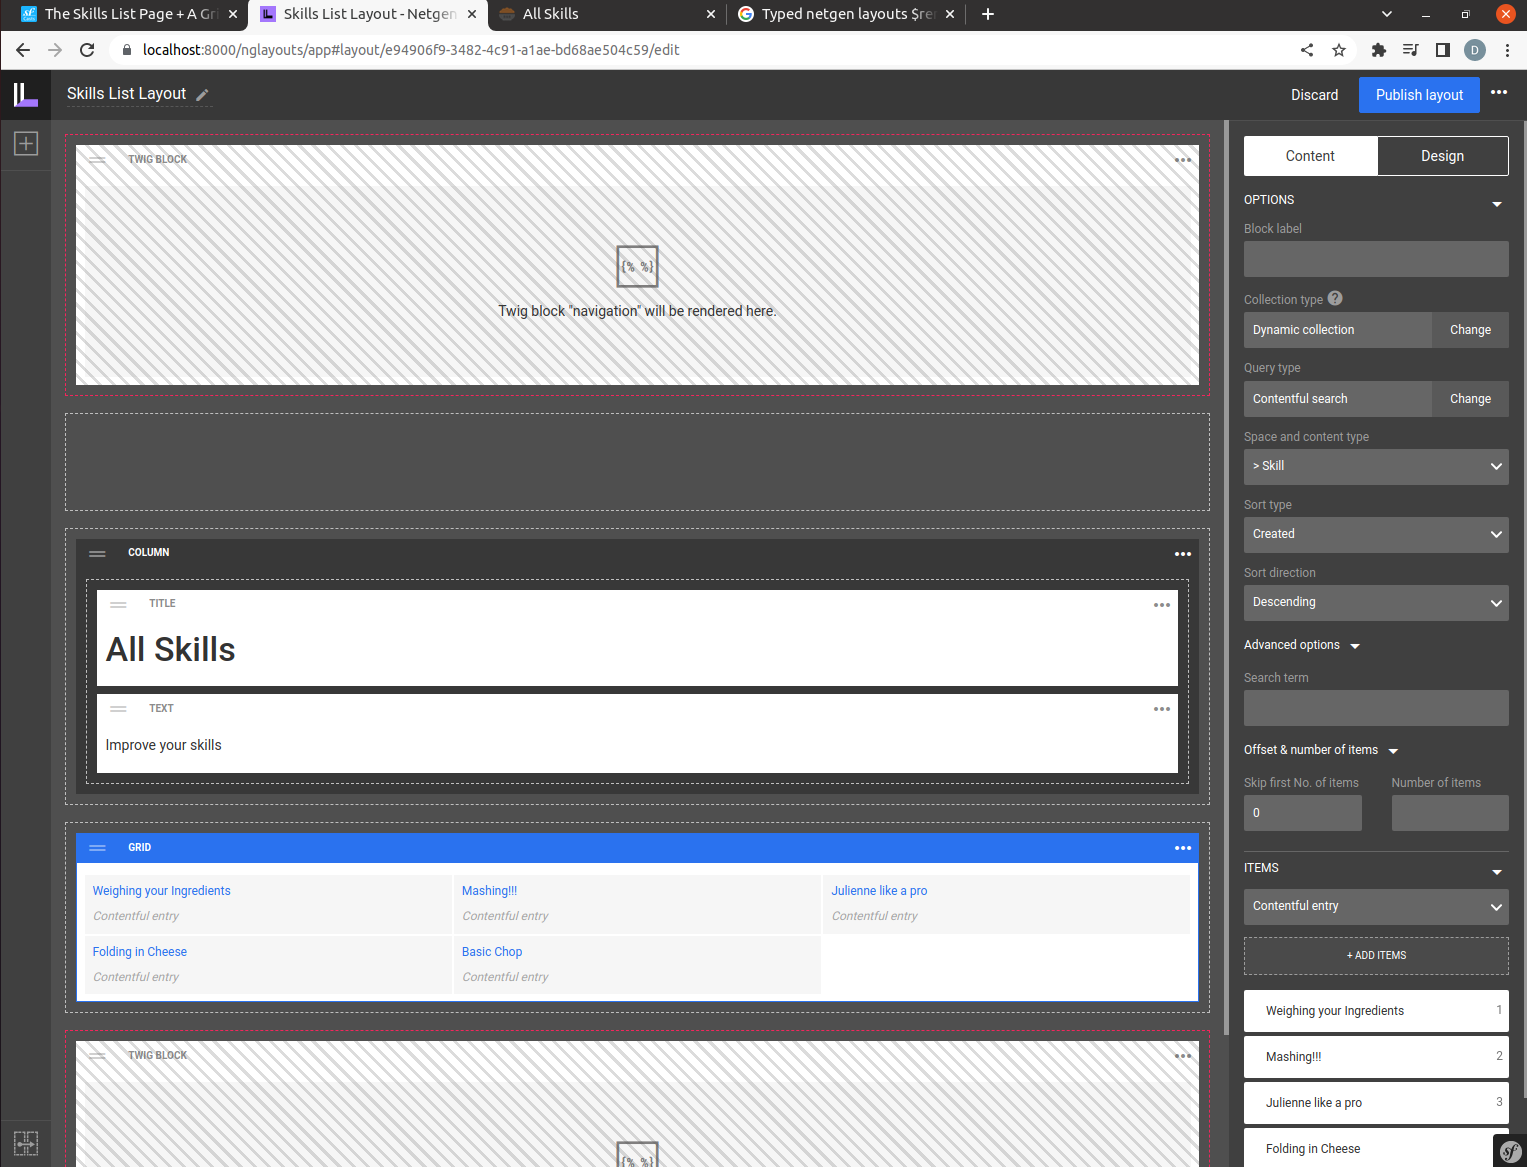 The Skills List Page + A Gri
Skills List Layout - Netgen
All Skills
Typed netgen layouts $re
localhost:8000/nglayouts/app#layout/e94906f9-3482-4c91-a1ae-bd68ae504c59/edit
D
Skills List Layout
Discard
Publish layout
TWIG BLOCK
{% %}
Twig block "navigation" will be rendered here.
COLUMN
TITLE
All Skills
TEXT
Improve your skills
GRID
Weighing your Ingredients
Contentful entry
Mashing!!!
Contentful entry
Julienne like a pro
Contentful entry
Folding in Cheese
Contentful entry
Basic Chop
Contentful entry
TWIG BLOCK
{% %}
Content
Design
OPTIONS
Block label
Collection type ?
Dynamic collection
Change
Query type
Contentful search
Change
Space and content type
> Skill
Sort type
Created
Sort direction
Descending
Advanced options
Search term
Offset & number of items
Skip first No. of items
Number of items
0
ITEMS
Contentful entry
+ ADD ITEMS
Weighing your Ingredients 1
Mashing!!! 2
Julienne like a pro 3
Folding in Cheese
sf